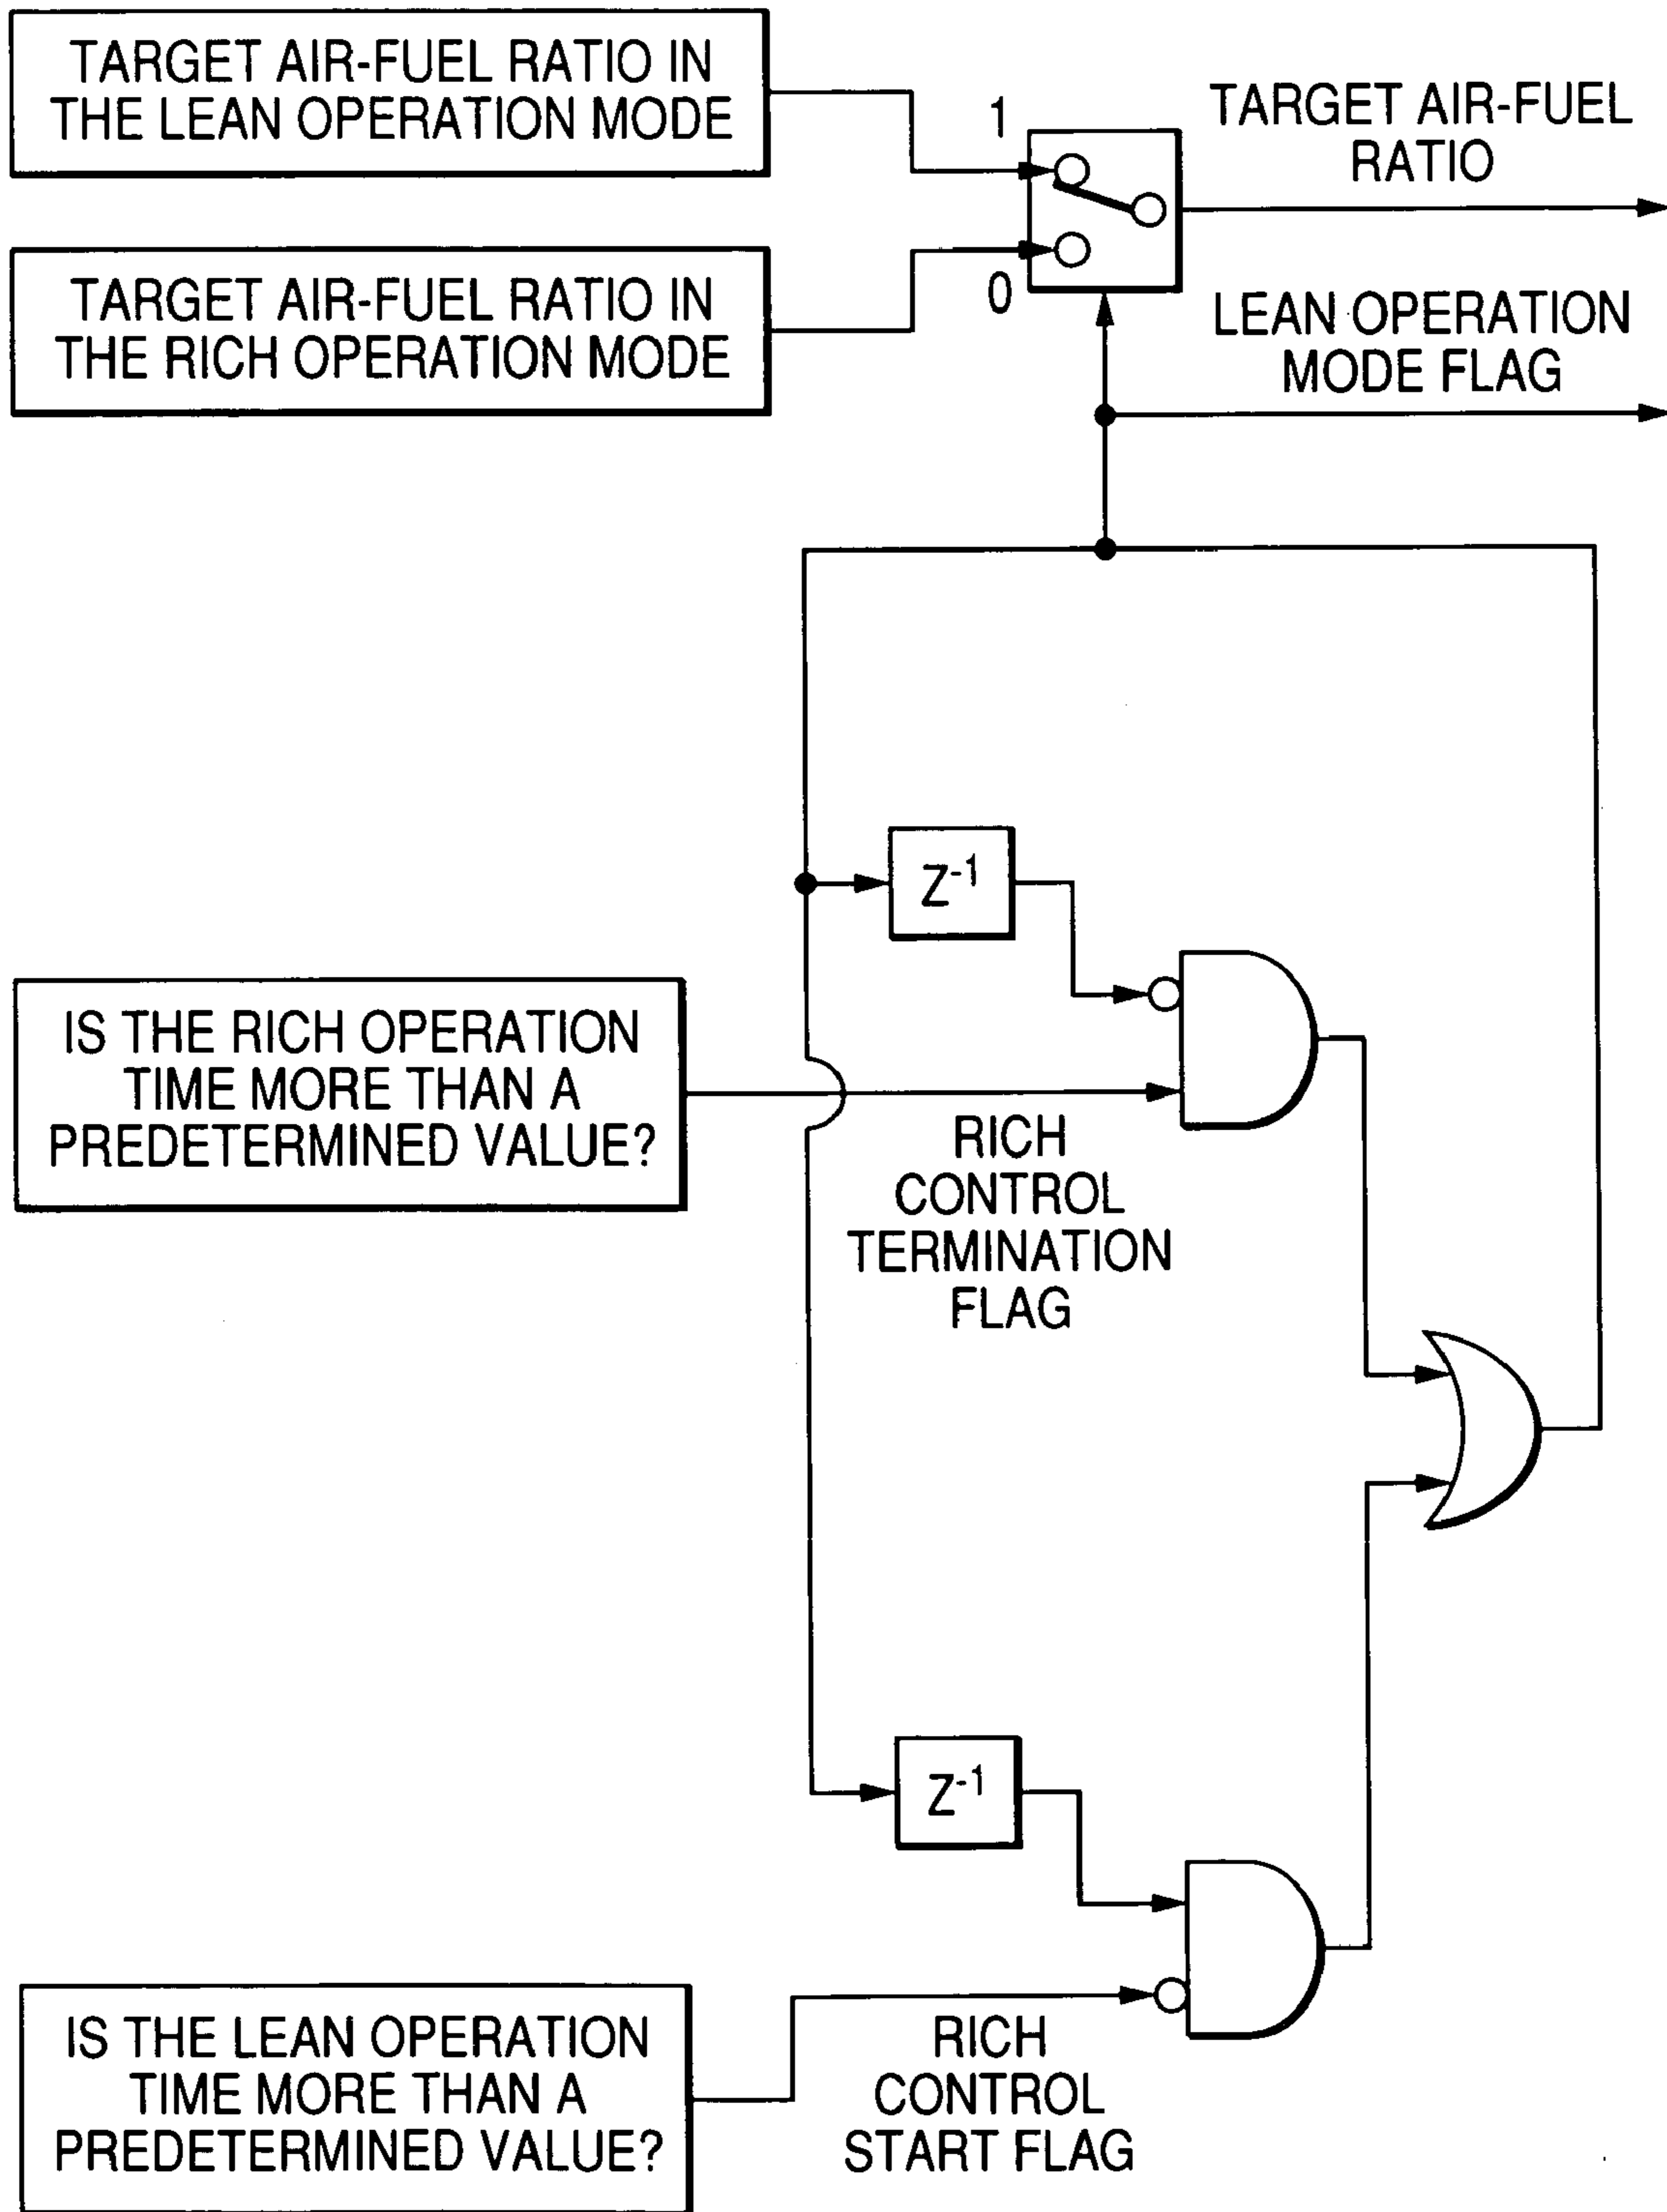 TARGET AIR-FUEL RATIO IN
THE LEAN OPERATION MODE
1
TARGET AIR-FUEL
RATIO
TARGET AIR-FUEL RATIO IN
THE RICH OPERATION MODE
0
LEAN OPERATION
MODE FLAG
Z⁻¹
IS THE RICH OPERATION
TIME MORE THAN A
PREDETERMINED VALUE?
RICH
CONTROL
TERMINATION
FLAG
Z⁻¹
IS THE LEAN OPERATION
TIME MORE THAN A
PREDETERMINED VALUE?
RICH
CONTROL
START FLAG